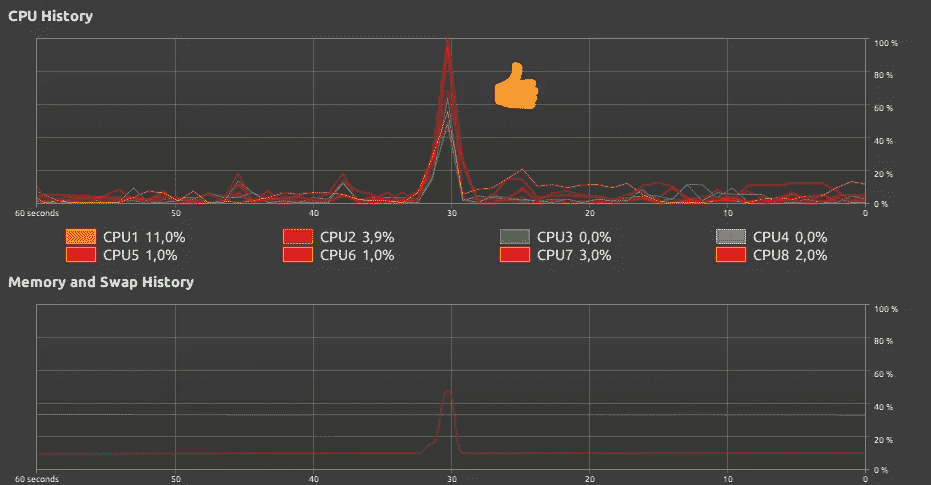 CPU History
100 %
80 %
60 %
40 %
20 %
0 %
60 seconds 50 40 30 20 10 0
CPU1 11,0% CPU2 3,9% CPU3 0,0% CPU4 0,0%
CPU5 1,0% CPU6 1,0% CPU7 3,0% CPU8 2,0%
Memory and Swap History
100 %
80 %
60 %
40 %
20 %
0 %
60 seconds 50 40 30 20 10 0